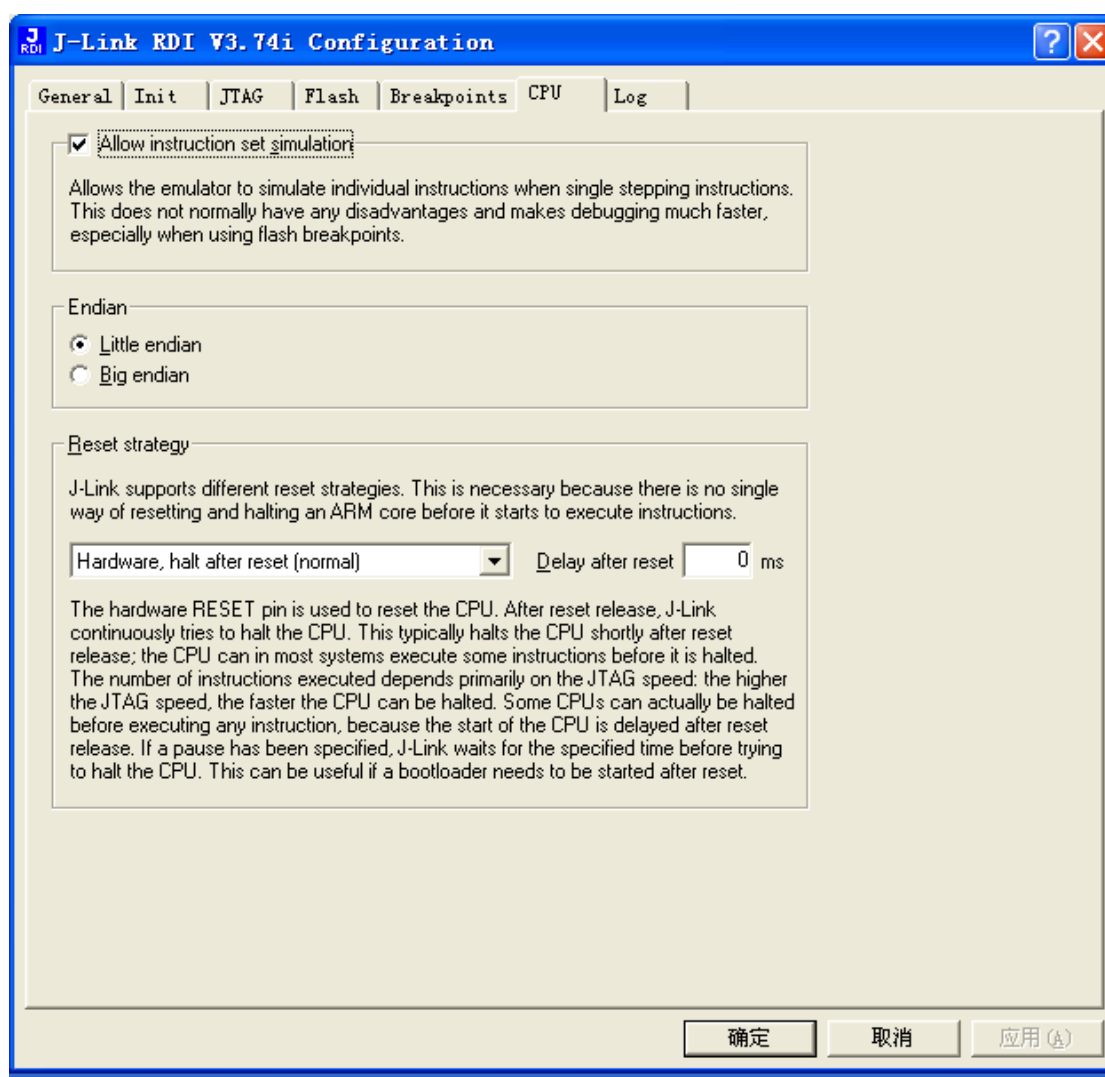 J RDI J-Link RDI V3.74i Configuration
General Init JTAG Flash Breakpoints CPU Log
Allow instruction set simulation
Allows the emulator to simulate individual instructions when single stepping instructions.
This does not normally have any disadvantages and makes debugging much faster,
especially when using flash breakpoints.
Endian
Little endian
Big endian
Reset strategy
J-Link supports different reset strategies. This is necessary because there is no single
way of resetting and halting an ARM core before it starts to execute instructions.
Hardware, halt after reset (normal) Delay after reset 0 ms
The hardware RESET pin is used to reset the CPU. After reset release, J-Link
continuously tries to halt the CPU. This typically halts the CPU shortly after reset
release; the CPU can in most systems execute some instructions before it is halted.
The number of instructions executed depends primarily on the JTAG speed: the higher
the JTAG speed, the faster the CPU can be halted. Some CPUs can actually be halted
before executing any instruction, because the start of the CPU is delayed after reset
release. If a pause has been specified, J-Link waits for the specified time before trying
to halt the CPU. This can be useful if a bootloader needs to be started after reset.
确定 取消 应用(A)